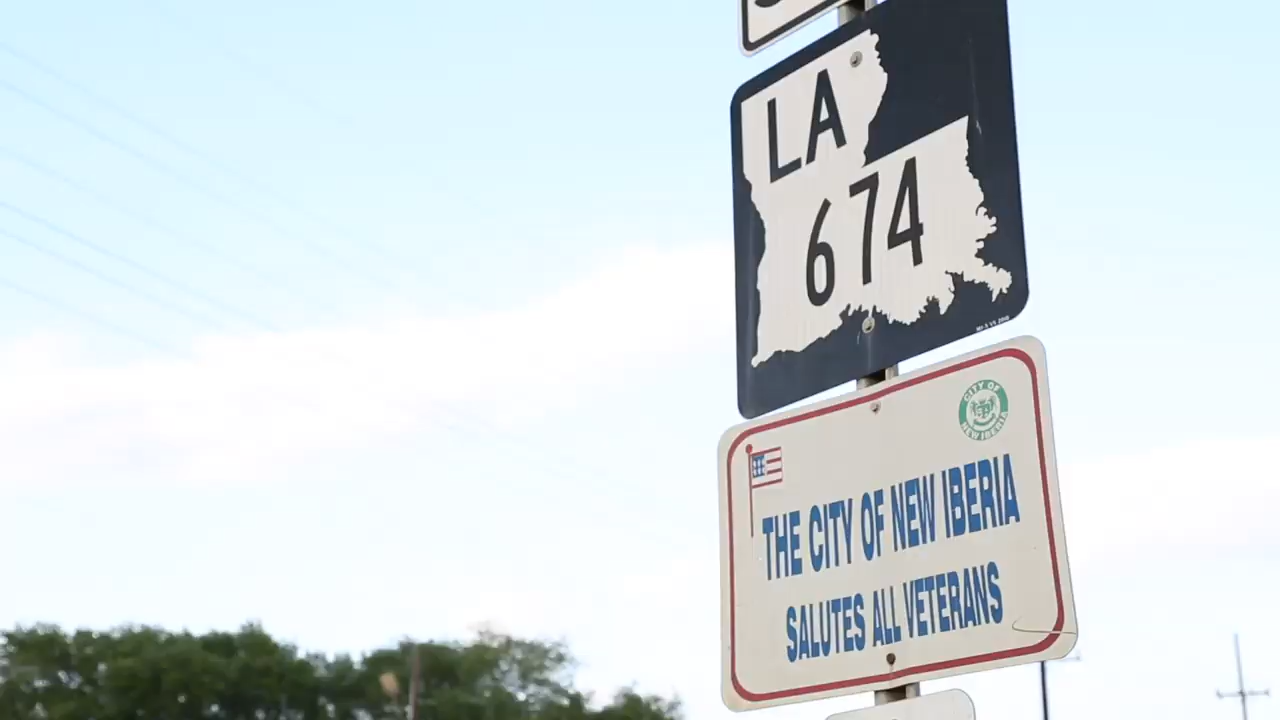 LA
674
CITY OF
NEW IBERIA
THE CITY OF NEW IBERIA
SALUTES ALL VETERANS